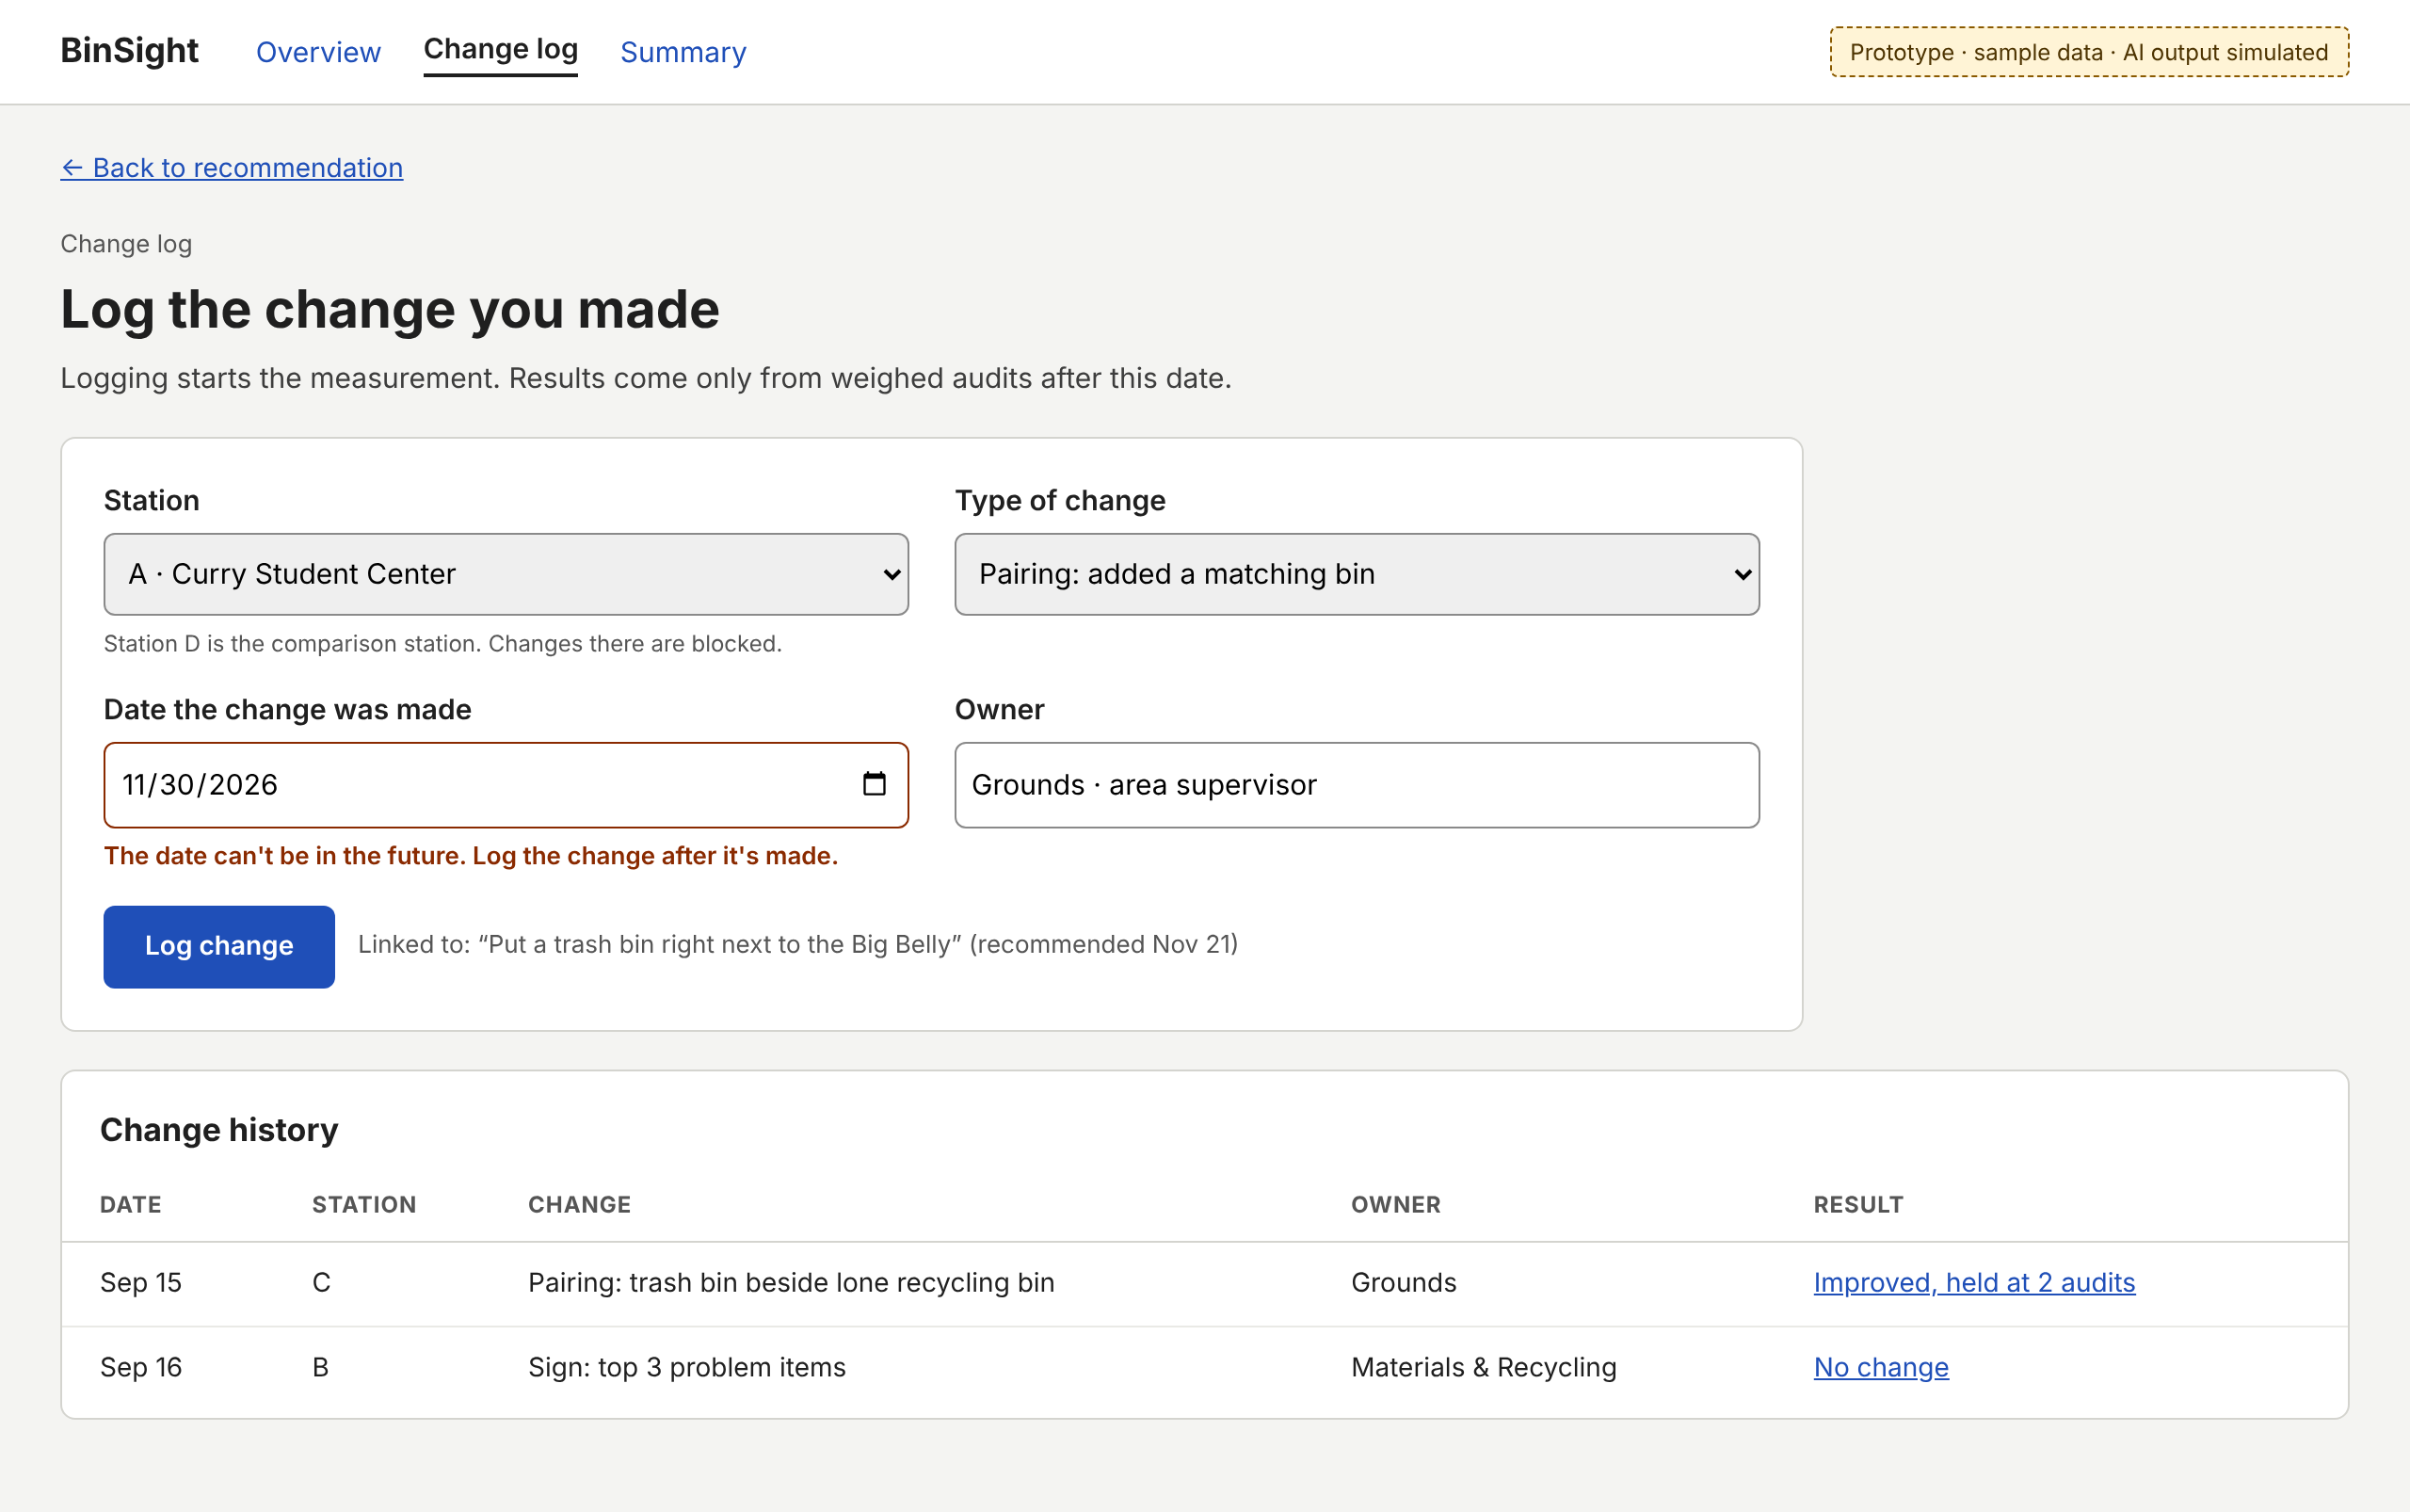 BinSight Overview Change log Summary Prototype · sample data · AI output simulated
← Back to recommendation
Change log
Log the change you made
Logging starts the measurement. Results come only from weighed audits after this date.
Station
A · Curry Student Center
Station D is the comparison station. Changes there are blocked.
Type of change
Pairing: added a matching bin
Date the change was made
11/30/2026
The date can't be in the future. Log the change after it's made.
Owner
Grounds · area supervisor
Log change Linked to: “Put a trash bin right next to the Big Belly” (recommended Nov 21)
Change history
DATE STATION CHANGE OWNER RESULT
Sep 15 C Pairing: trash bin beside lone recycling bin Grounds Improved, held at 2 audits
Sep 16 B Sign: top 3 problem items Materials & Recycling No change